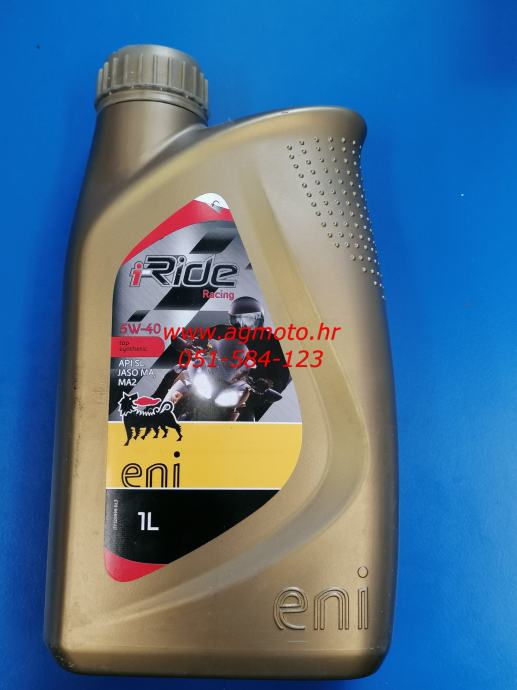 iRide
Racing
5W-40
www.agmoto.hr
top
synthetic
051-584-123
API SL
JASO MA,
MA2
eni
1L
eni